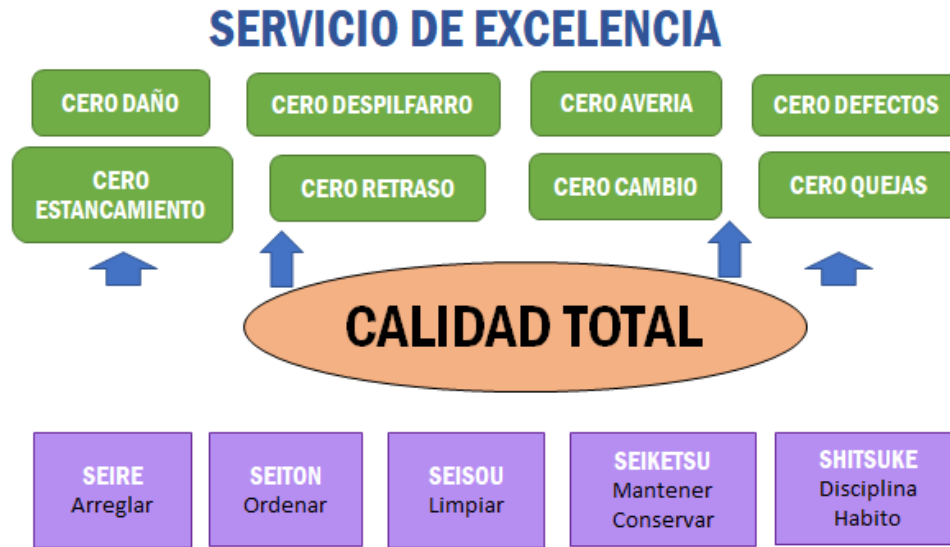 SERVICIO DE EXCELENCIA
CERO DAÑO
CERO DESPILFARRO
CERO AVERIA
CERO DEFECTOS
CERO
ESTANCAMIENTO
CERO RETRASO
CERO CAMBIO
CERO QUEJAS
CALIDAD TOTAL
SEIRE
Arreglar
SEITON
Ordenar
SEISOU
Limpiar
SEIKETSU
Mantener
Conservar
SHITSUKE
Disciplina
Habito